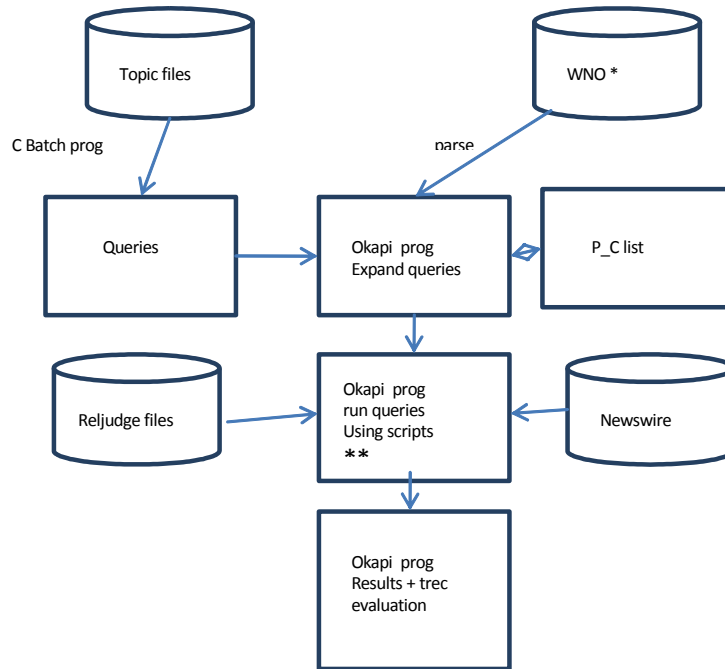 Topic files
WNO *
C Batch prog
parse
Queries
Okapi prog
Expand queries
P_C list
Reljudge files
Okapi prog
run queries
Using scripts
**
Newswire
Okapi prog
Results + trec
evaluation